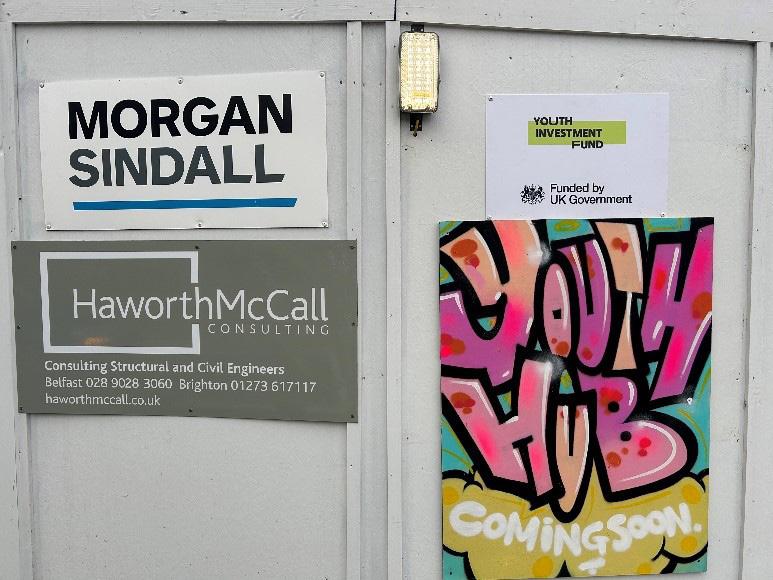 MORGAN
SINDALL
HaworthMcCall
CONSULTING
Consulting Structural and Civil Engineers
Belfast 028 9028 3060 Brighton 01273 617117
haworthmccall.co.uk
YOUTH
INVESTMENT
FUND
Funded by
UK Government
YOUTH
HUB
COMING SOON.